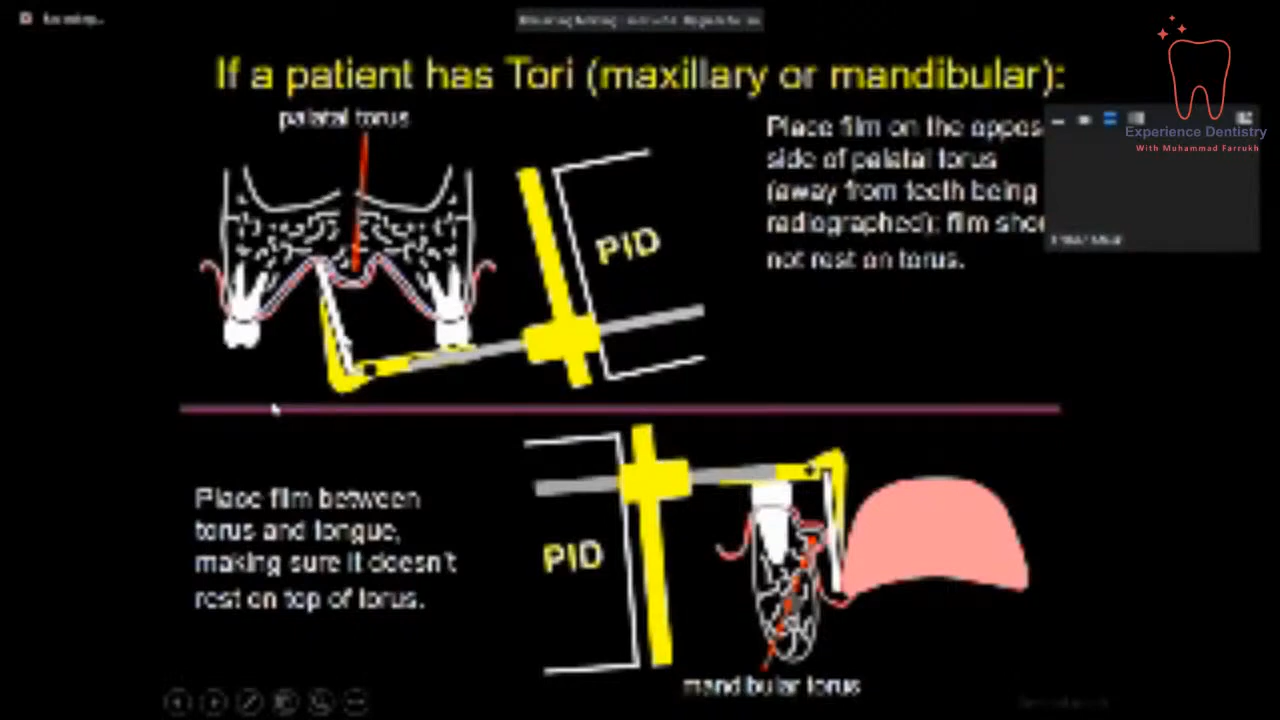 If a patient has Tori (maxillary or mandibular):
palatal torus
Place film on the oppos
side of palatal torus
(away from teeth being
radiographed); film sho
not rest on torus.
Experience Dentistry
With Muhammad Farrukh
PID
Place film between
torus and tongue,
making sure it doesn't
rest on top of torus.
PID
mandibular torus